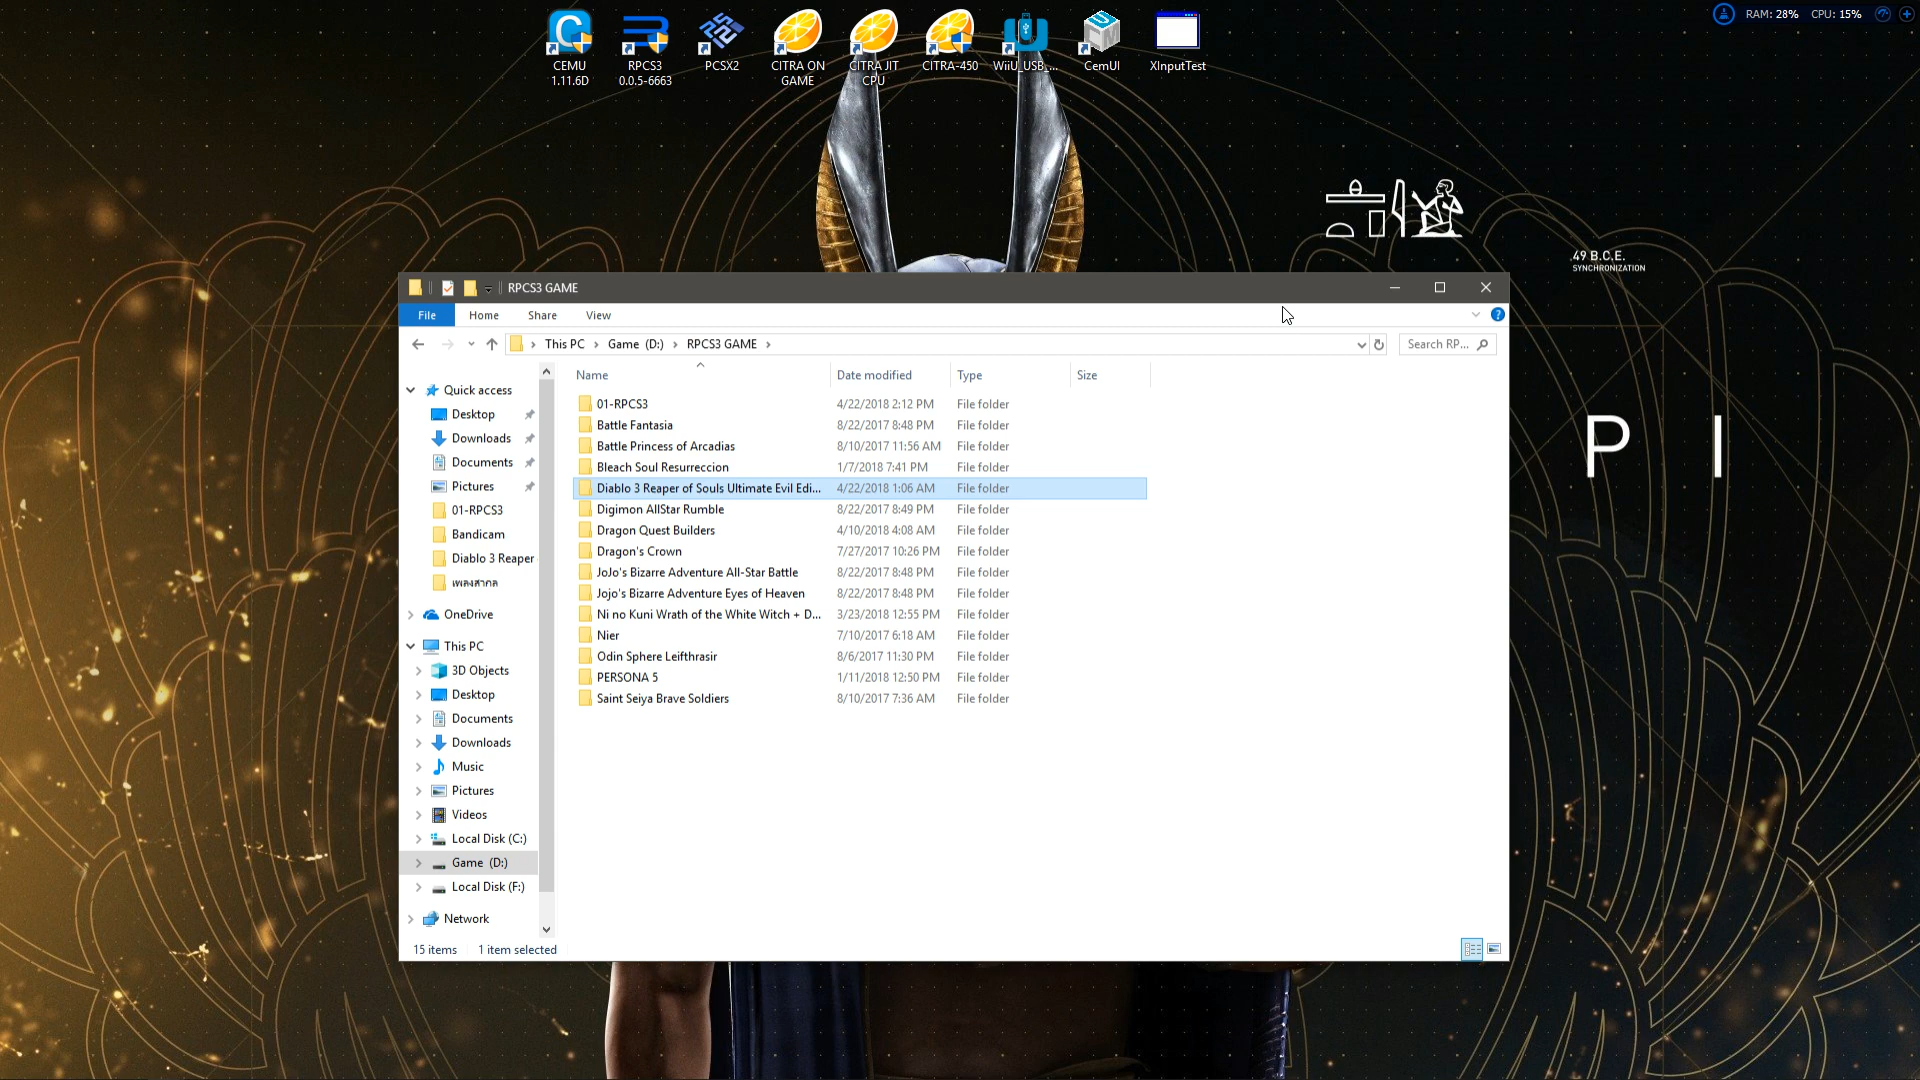 RAM: 28% CPU: 15%
CEMU 1.11.6D
RPCS3 0.0.5-6663
PCSX2
CITRA ON GAME
CITRA JIT CPU
CITRA-450
WiiU_USB_...
CemUI
XInputTest
.49 B.C.E.
SYNCHRONIZATION
P I
RPCS3 GAME
File Home Share View
This PC Game (D:) RPCS3 GAME
Search RP...
Name Date modified Type Size
Quick access
Desktop
Downloads
Documents
Pictures
01-RPCS3
Bandicam
Diablo 3 Reaper
เพลงสากล
OneDrive
This PC
3D Objects
Desktop
Documents
Downloads
Music
Pictures
Videos
Local Disk (C:)
Game (D:)
Local Disk (F:)
Network
01-RPCS3 4/22/2018 2:12 PM File folder
Battle Fantasia 8/22/2017 8:48 PM File folder
Battle Princess of Arcadias 8/10/2017 11:56 AM File folder
Bleach Soul Resurreccion 1/7/2018 7:41 PM File folder
Diablo 3 Reaper of Souls Ultimate Evil Edi... 4/22/2018 1:06 AM File folder
Digimon AllStar Rumble 8/22/2017 8:49 PM File folder
Dragon Quest Builders 4/10/2018 4:08 AM File folder
Dragon's Crown 7/27/2017 10:26 PM File folder
JoJo's Bizarre Adventure All-Star Battle 8/22/2017 8:48 PM File folder
Jojo's Bizarre Adventure Eyes of Heaven 8/22/2017 8:48 PM File folder
Ni no Kuni Wrath of the White Witch + D... 3/23/2018 12:55 PM File folder
Nier 7/10/2017 6:18 AM File folder
Odin Sphere Leifthrasir 8/6/2017 11:30 PM File folder
PERSONA 5 1/11/2018 12:50 PM File folder
Saint Seiya Brave Soldiers 8/10/2017 7:36 AM File folder
15 items 1 item selected